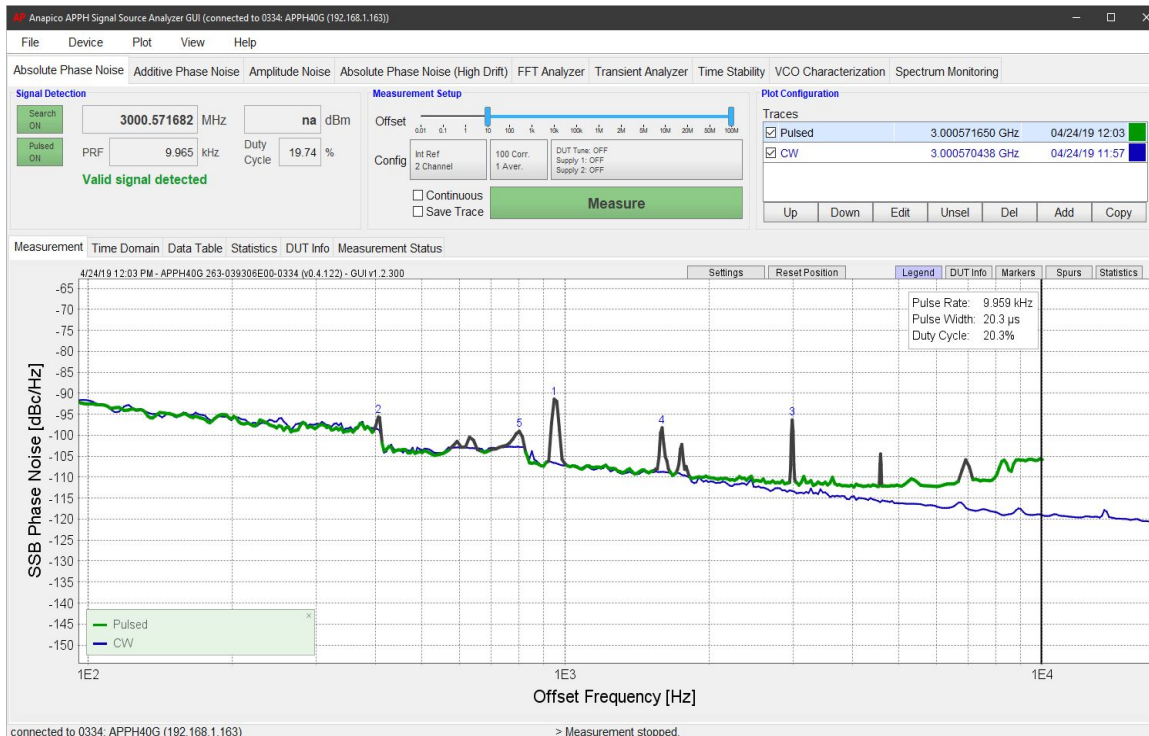 AP Anapico APPH Signal Source Analyzer GUI (connected to 0334: APPH40G (192.168.1.163))
File Device Plot View Help
Absolute Phase Noise Additive Phase Noise Amplitude Noise Absolute Phase Noise (High Drift) FFT Analyzer Transient Analyzer Time Stability VCO Characterization Spectrum Monitoring
Signal Detection
Search
ON
3000.571682 MHz
na dBm
Pulsed
ON
PRF
9.965 kHz
Duty
Cycle
19.74 %
Valid signal detected
Measurement Setup
Offset
0.01 0.1 1 10 100 1k 10k 100k 1M 2M 5M 10M 20M 50M 100M
Config
Int Ref
2 Channel
100 Corr.
1 Aver.
DUT Tune: OFF
Supply 1: OFF
Supply 2: OFF
Continuous
Save Trace
Measure
Plot Configuration
Traces
Pulsed 3.000571650 GHz 04/24/19 12:03
CW 3.000570438 GHz 04/24/19 11:57
Up Down Edit Unsel Del Add Copy
Measurement Time Domain Data Table Statistics DUT Info Measurement Status
4/24/19 12:03 PM - APPH40G 263-039306E00-0334 (v0.4.122) - GUI v1.2.300
Settings Reset Position Legend DUT Info Markers Spurs Statistics
Pulse Rate: 9.959 kHz
Pulse Width: 20.3 µs
Duty Cycle: 20.3%
SSB Phase Noise [dBc/Hz]
-65
-70
-75
-80
-85
-90
-95
-100
-105
-110
-115
-120
-125
-130
-135
-140
-145
-150
2
5
1
4
3
Pulsed
CW
1E2 1E3 1E4
Offset Frequency [Hz]
connected to 0334: APPH40G (192.168.1.163)
> Measurement stopped.